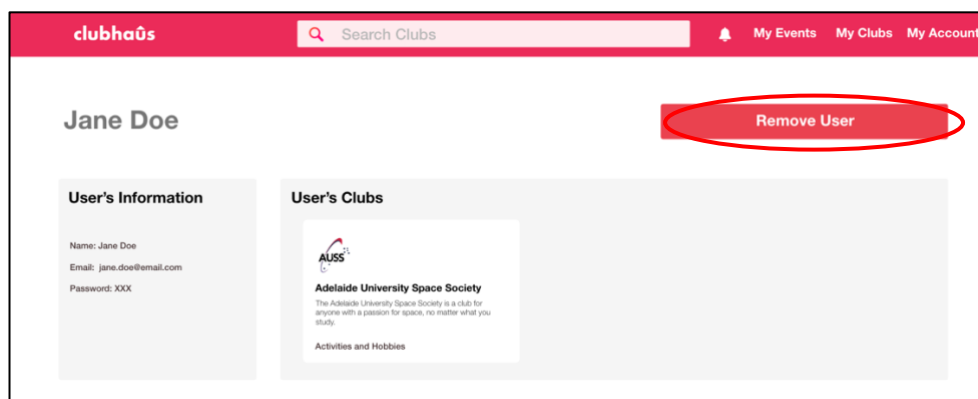 clubhaûs
Search Clubs
My Events My Clubs My Account
Jane Doe
Remove User
User's Information
Name: Jane Doe
Email: jane.doe@email.com
Password: XXX
User's Clubs
AUSS
Adelaide University Space Society
The Adelaide University Space Society is a club for
anyone with a passion for space, no matter what you
study.
Activities and Hobbies